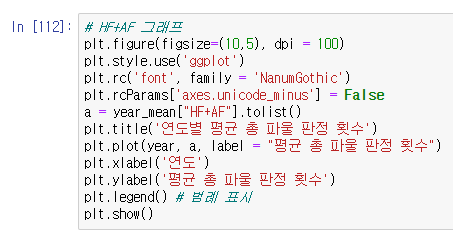 In [112]:
# HF+AF 그래프
plt.figure(figsize=(10,5), dpi = 100)
plt.style.use('ggplot')
plt.rc('font', family = 'NanumGothic')
plt.rcParams['axes.unicode_minus'] = False
a = year_mean["HF+AF"].tolist()
plt.title('연도별 평균 총 파울 판정 횟수')
plt.plot(year, a, label = "평균 총 파울 판정 횟수")
plt.xlabel('연도')
plt.ylabel('평균 총 파울 판정 횟수')
plt.legend() # 범례 표시
plt.show()